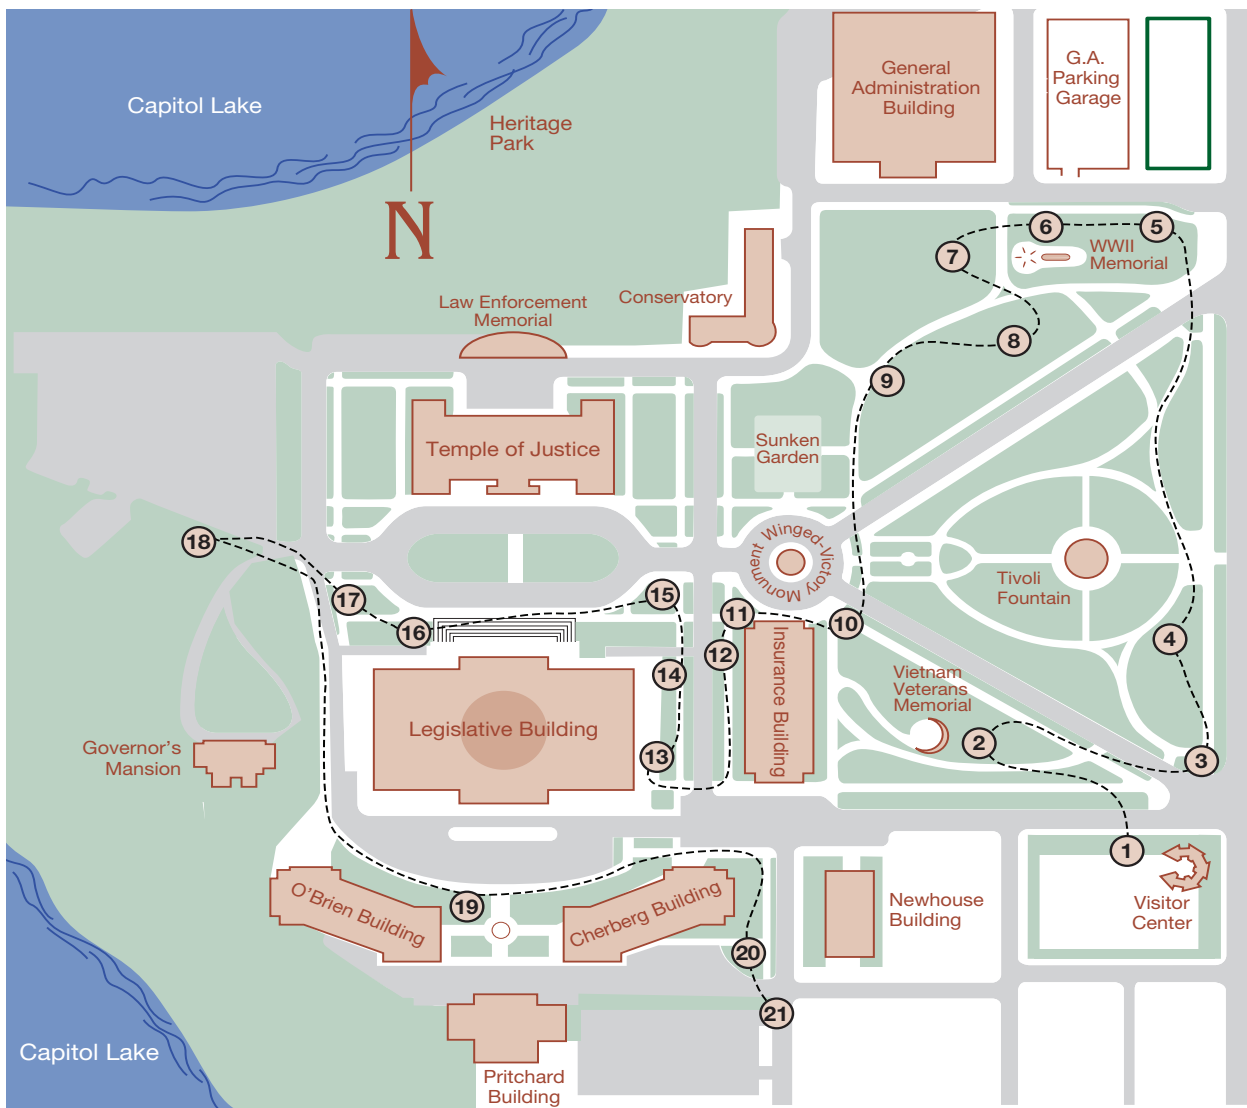 General
Administration
Building
G.A.
Parking
Garage
Capitol Lake
Heritage
Park
N
6
5
7
WWII
Memorial
Law Enforcement
Memorial
Conservatory
8
9
Temple of Justice
Sunken
Garden
18
Winged-Victory
Monument
Tivoli
Fountain
17
15
16
11
10
4
12
14
Insurance Building
Vietnam
Veterans
Memorial
Legislative Building
2
13
3
Governor's
Mansion
1
O'Brien Building
19
Cherberg Building
Newhouse
Building
Visitor
Center
20
21
Capitol Lake
Pritchard
Building